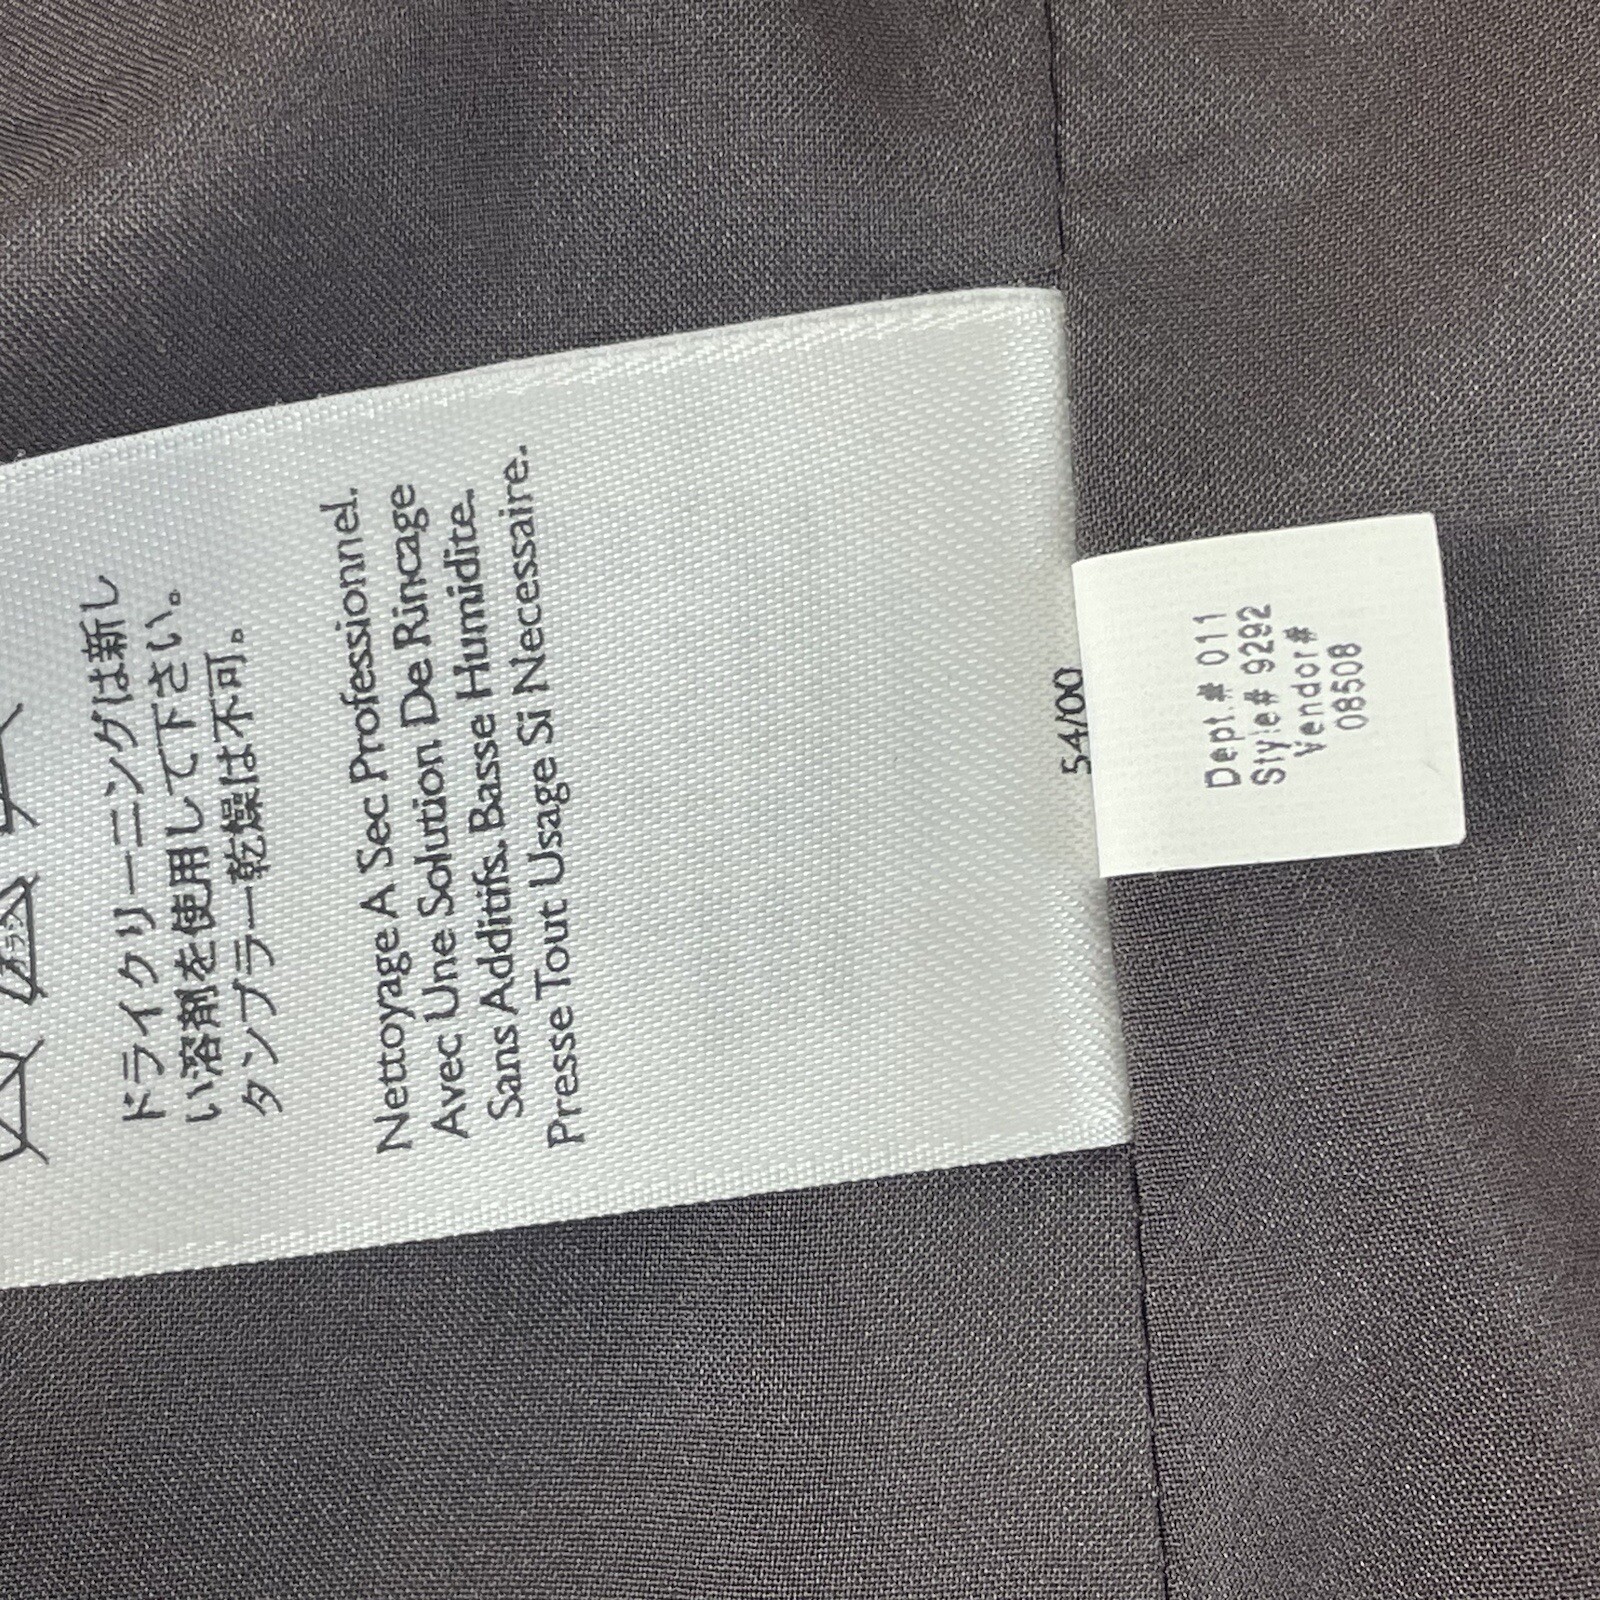 ドライクリーニングは新し
い溶剤を使用して下さい。
タンブラー乾燥は不可。
Nettoyage A Sec Professionnel.
Avec Une Solution De Rincage
Sans Additifs. Basse Humidite.
Presse Tout Usage Si Necessaire.
54/00
Dept.# 011
Style# 9292
Vendor#
08508